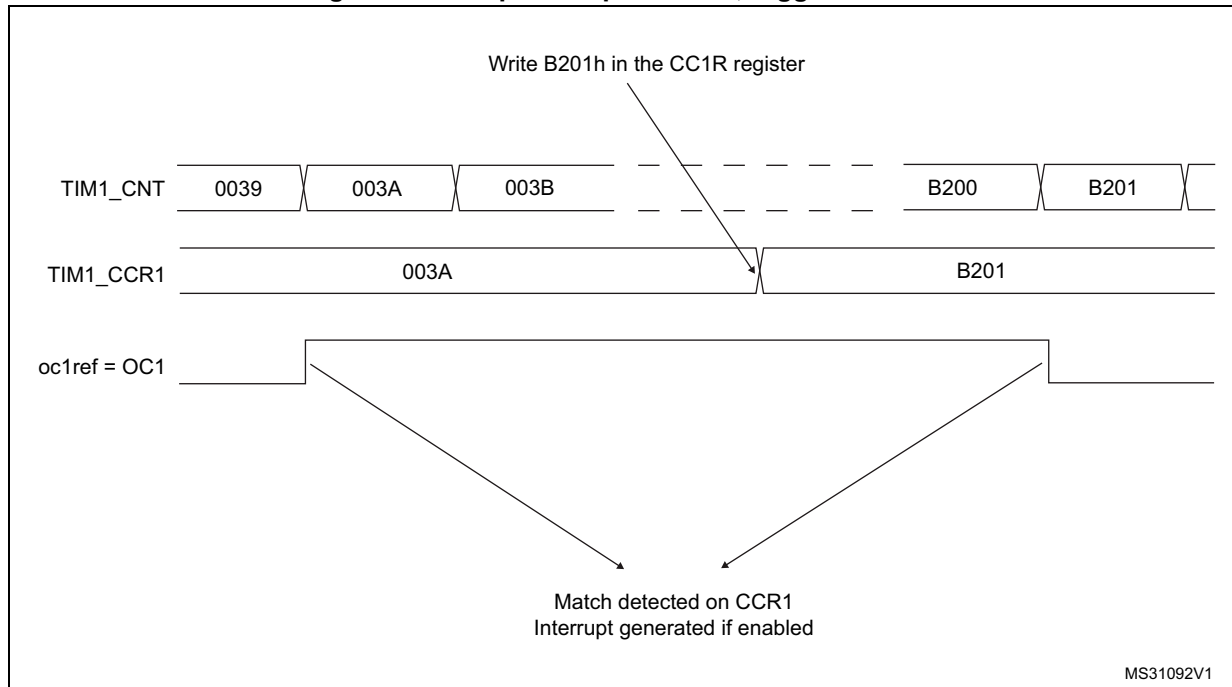 Write B201h in the CC1R register
TIM1_CNT 0039 003A 003B B200 B201
TIM1_CCR1 003A B201
oc1ref = OC1
Match detected on CCR1
Interrupt generated if enabled
MS31092V1